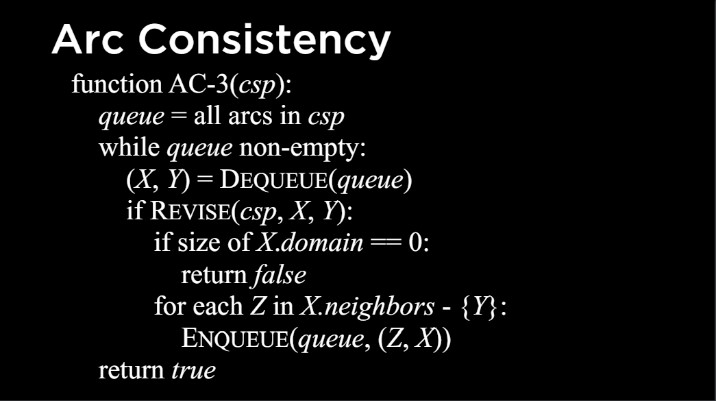 Arc Consistency
function AC-3(csp):
queue = all arcs in csp
while queue non-empty:
(X, Y) = DEQUEUE(queue)
if REVISE(csp, X, Y):
if size of X.domain == 0:
return false
for each Z in X.neighbors - {Y}:
ENQUEUE(queue, (Z, X))
return true